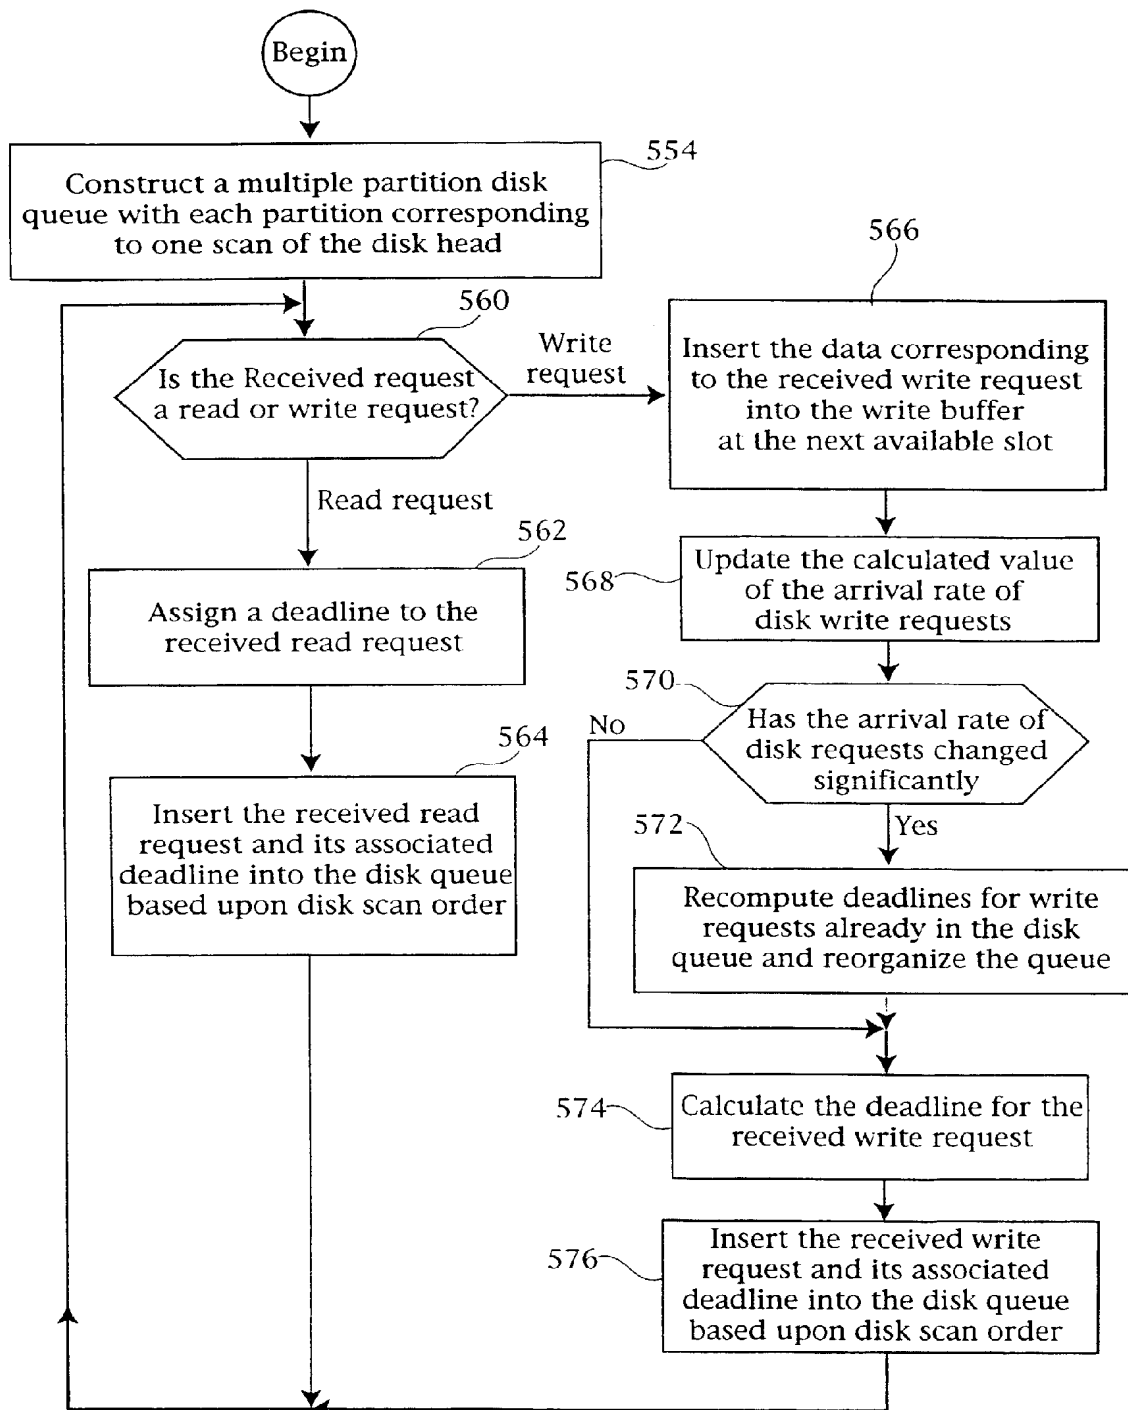 Begin
554
Construct a multiple partition disk
queue with each partition corresponding
to one scan of the disk head
560
Is the Received request
a read or write request?
Write
request
566
Insert the data corresponding
to the received write request
into the write buffer
at the next available slot
Read request
562
Assign a deadline to the
received read request
564
Insert the received read
request and its associated
deadline into the disk queue
based upon disk scan order
568
Update the calculated value
of the arrival rate of
disk write requests
570
Has the arrival rate of
disk requests changed
significantly
No
Yes
572
Recompute deadlines for write
requests already in the disk
queue and reorganize the queue
574
Calculate the deadline for the
received write request
576
Insert the received write
request and its associated
deadline into the disk queue
based upon disk scan order